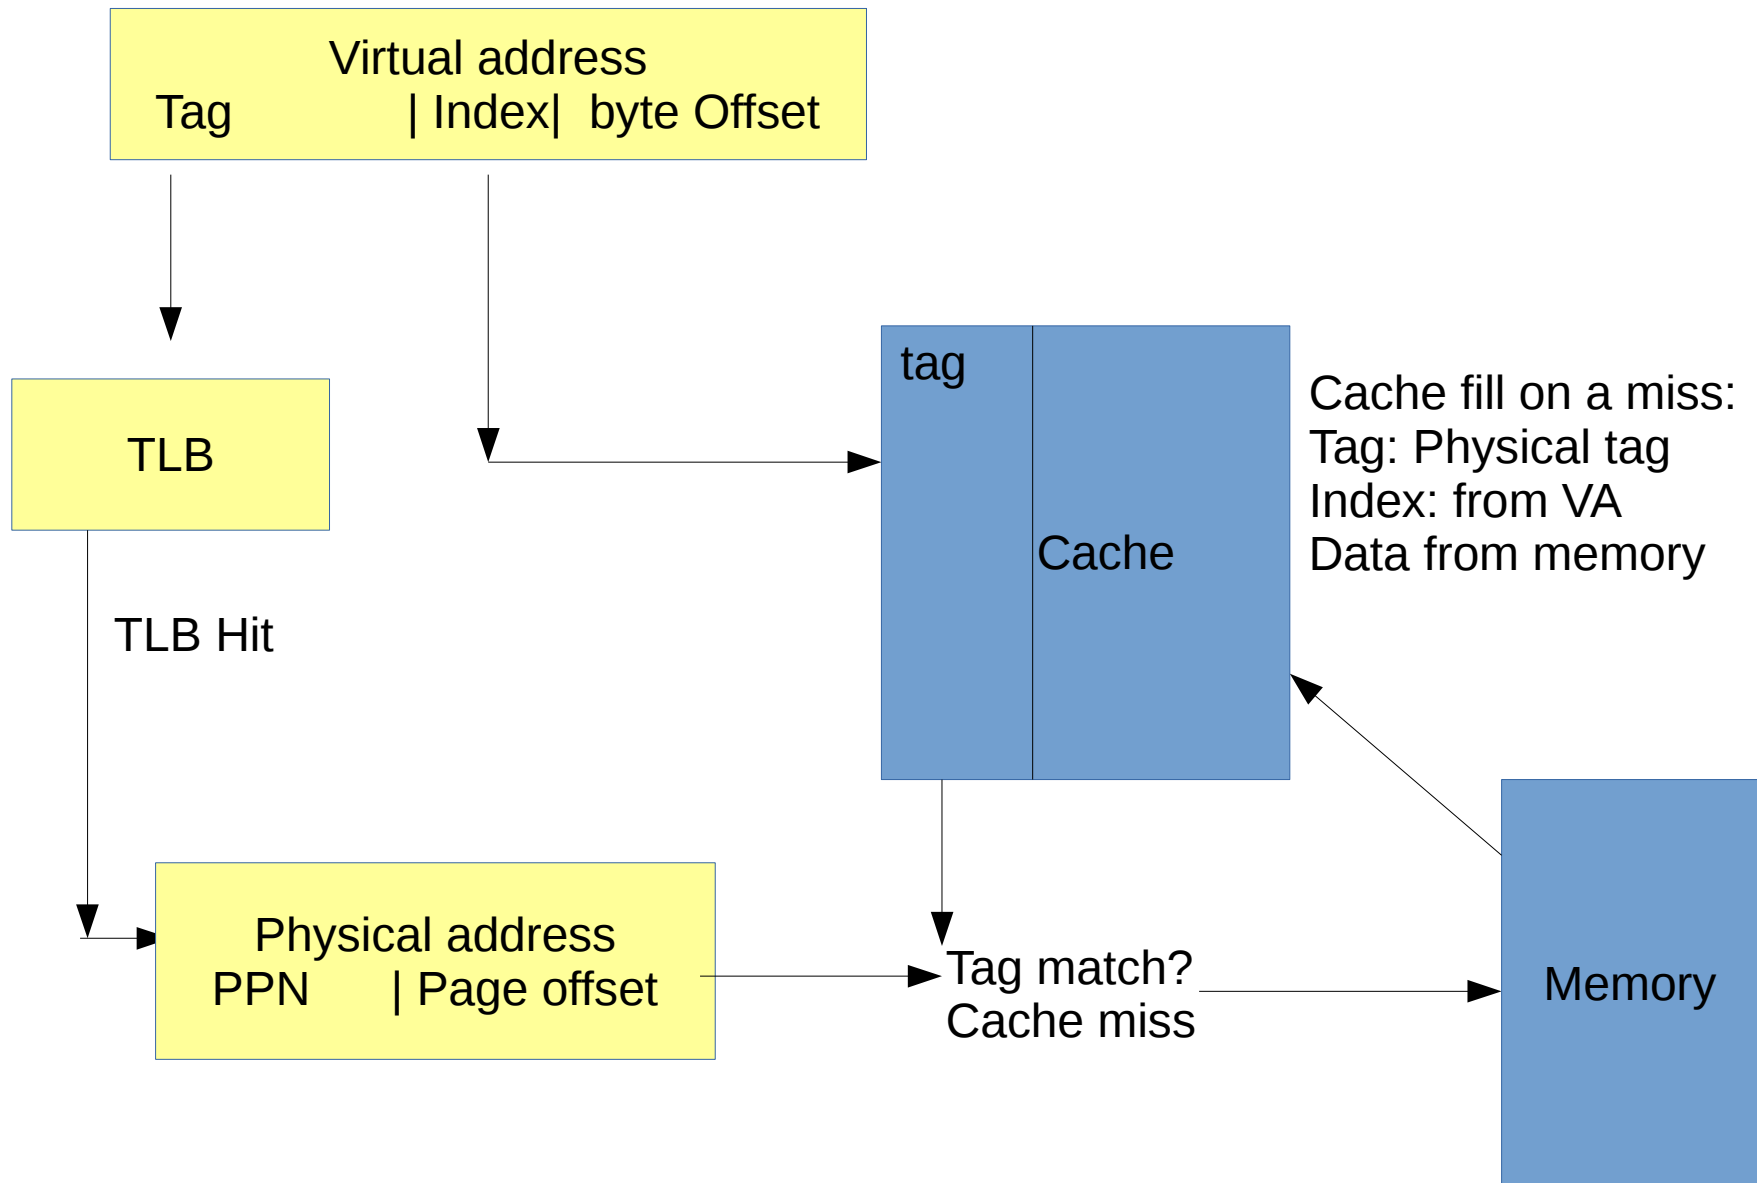 Virtual address
Tag | Index| byte Offset
tag
Cache fill on a miss:
Tag: Physical tag
Index: from VA
Data from memory
TLB
Cache
TLB Hit
Physical address
PPN | Page offset
Tag match?
Cache miss
Memory